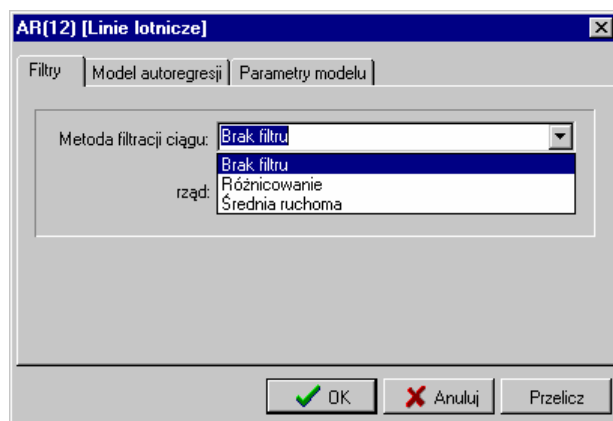 AR(12) [Linie lotnicze]
Filtry Model autoregresji Parametry modelu
Metoda filtracji ciągu: Brak filtru
Brak filtru
rząd: Różnicowanie
Średnia ruchoma
OK Anuluj Przelicz